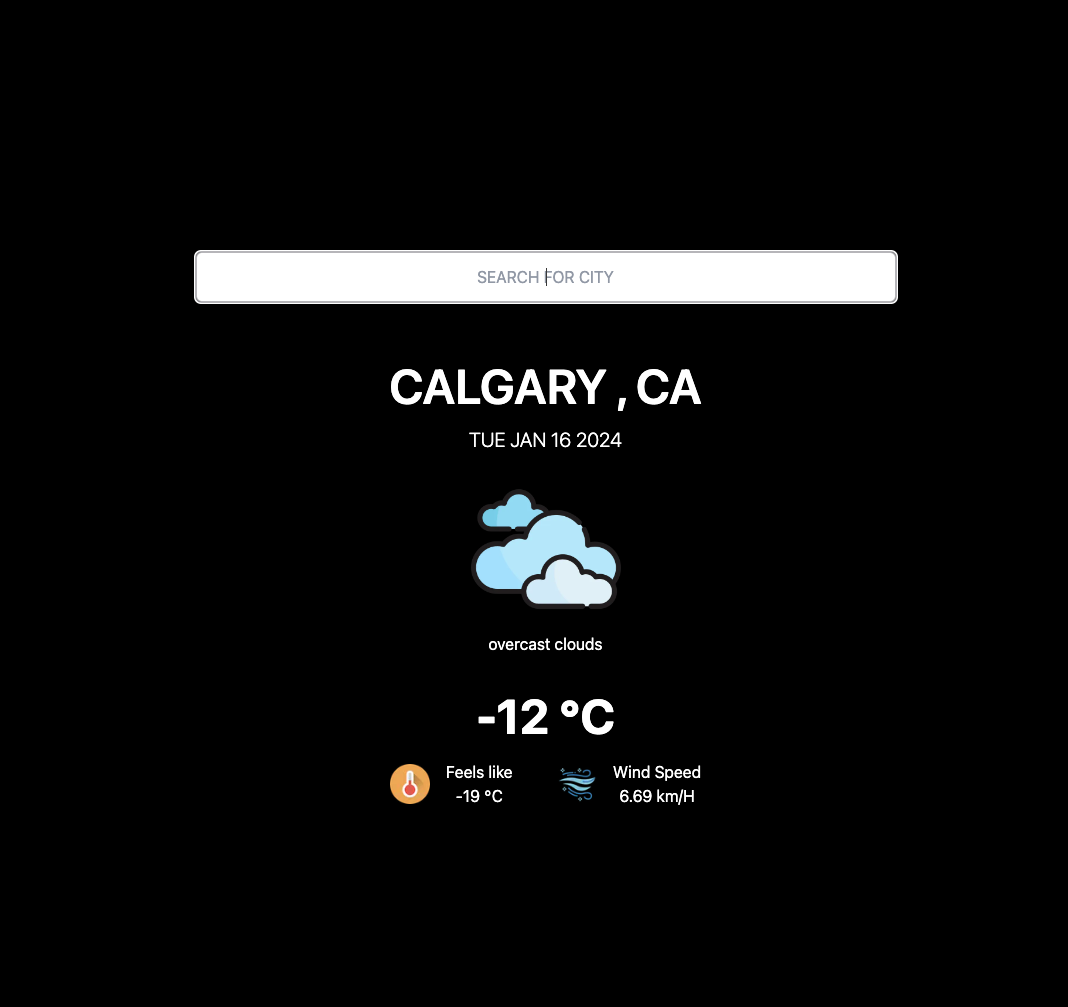 SEARCH FOR CITY
CALGARY , CA
TUE JAN 16 2024
overcast clouds
-12 °C
Feels like
-19 °C
Wind Speed
6.69 km/H